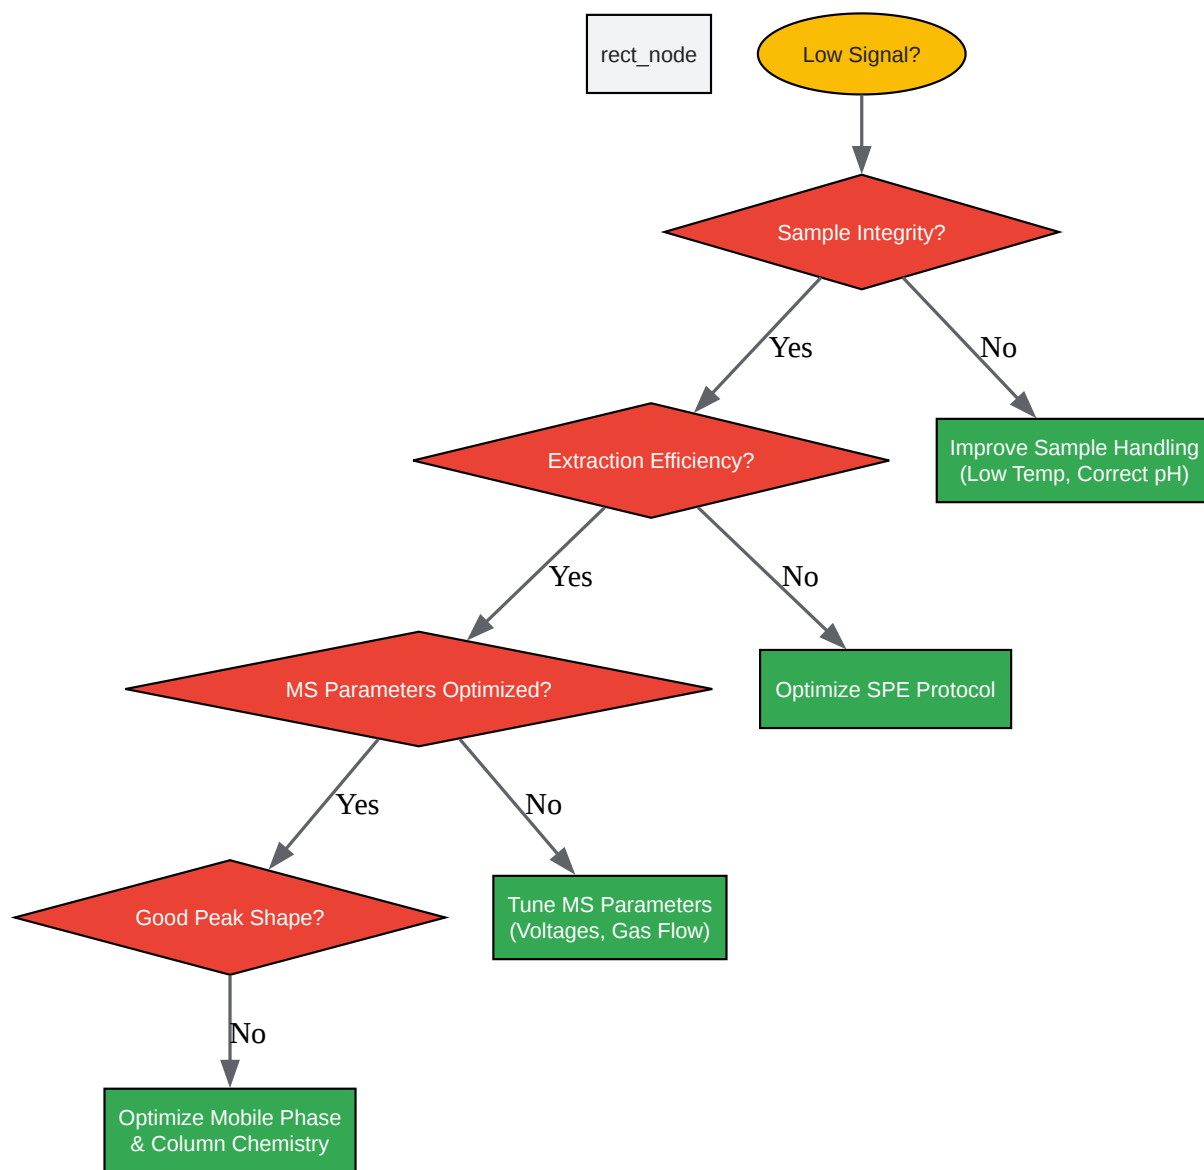 rect_node
Low Signal?
Sample Integrity?
Yes
No
Extraction Efficiency?
Improve Sample Handling
(Low Temp, Correct pH)
Yes
No
MS Parameters Optimized?
Optimize SPE Protocol
Yes
No
Good Peak Shape?
Tune MS Parameters
(Voltages, Gas Flow)
No
Optimize Mobile Phase
& Column Chemistry